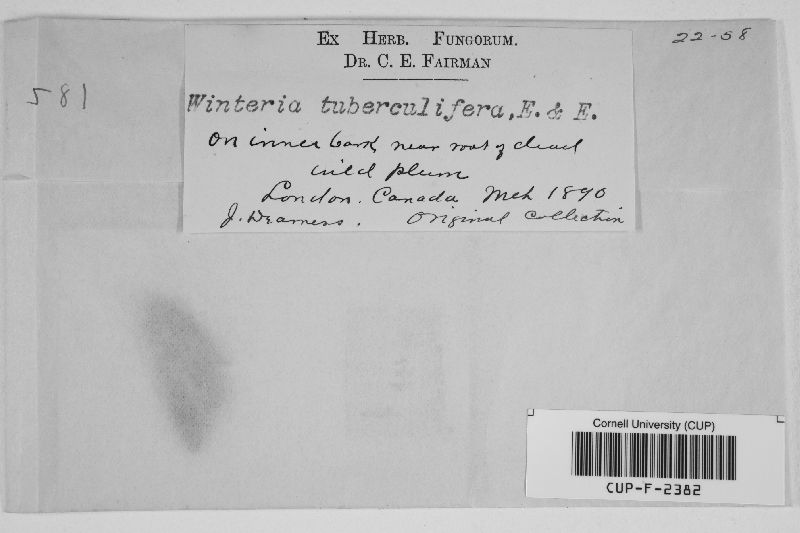 Ex Herb. Fungorum.
Dr. C. E. Fairman
22-58
581
Winteria tuberculifera, E. & E.
On inner bark near root of dead
wild plum
London. Canada Mch 1890
J. Dearness. Original Collection
Cornell University (CUP)
CUP-F-2382